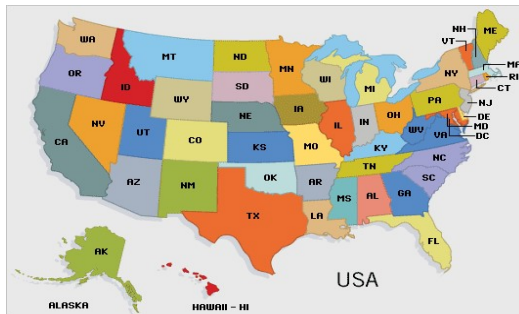 WA
OR
CA
NV
ID
MT
WY
UT
AZ
CO
NM
ND
SD
NE
KS
OK
TX
MN
IA
MO
AR
LA
WI
IL
MI
IN
OH
KY
TN
MS
AL
GA
FL
SC
NC
VA
WV
PA
NY
VT
NH
ME
MA
RI
CT
NJ
DE
MD
DC
AK
ALASKA
HAWAII - HI
USA